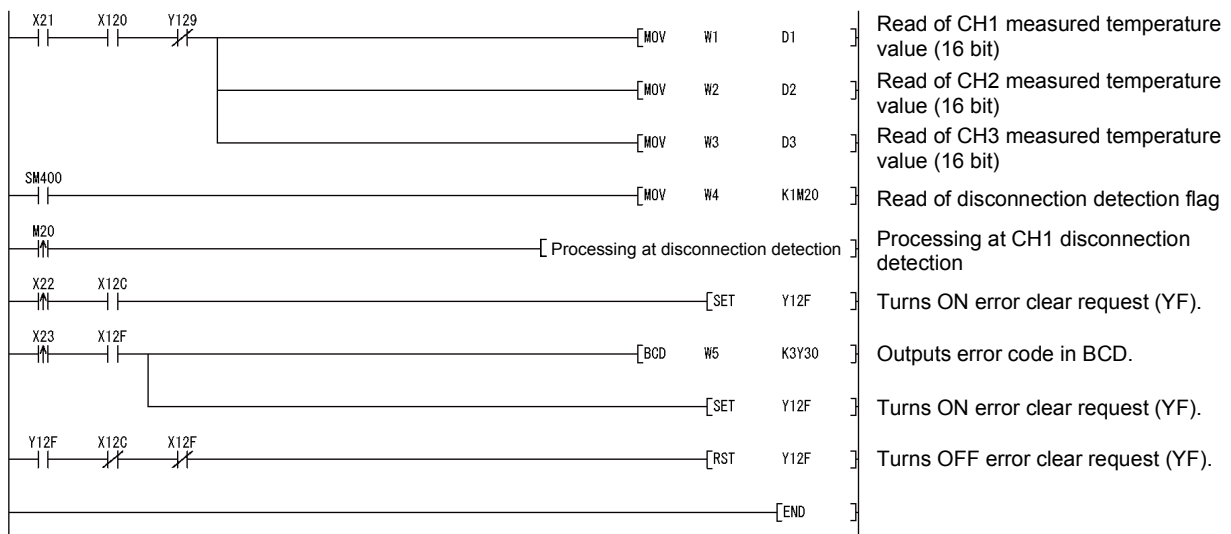 X21 X120 Y129
MOV W1 D1 Read of CH1 measured temperature
value (16 bit)
MOV W2 D2 Read of CH2 measured temperature
value (16 bit)
MOV W3 D3 Read of CH3 measured temperature
value (16 bit)
SM400
MOV W4 K1M20 Read of disconnection detection flag
M20
Processing at disconnection detection Processing at CH1 disconnection
detection
X22 X12C
SET Y12F Turns ON error clear request (YF).
X23 X12F
BCD W5 K3Y30 Outputs error code in BCD.
SET Y12F Turns ON error clear request (YF).
Y12F X12C X12F
RST Y12F Turns OFF error clear request (YF).
END